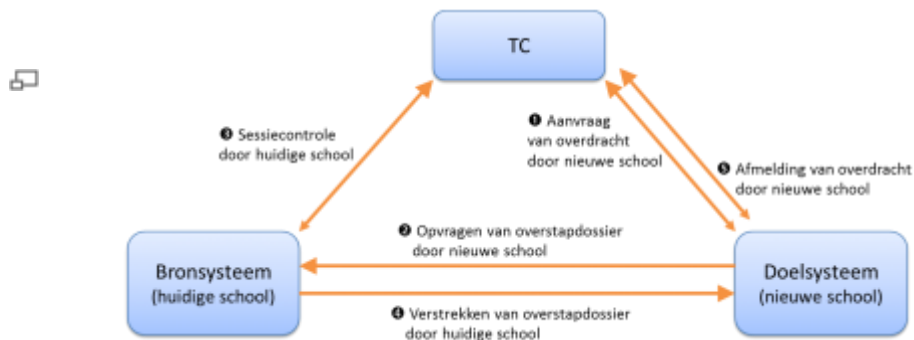 TC
❸ Sessiecontrole
door huidige school
❶ Aanvraag
van overdracht
door nieuwe school
❺ Afmelding van overdracht
door nieuwe school
❷ Opvragen van overstapdossier
door nieuwe school
Bronsysteem
(huidige school)
Doelsysteem
(nieuwe school)
❹ Verstrekken van overstapdossier
door huidige school